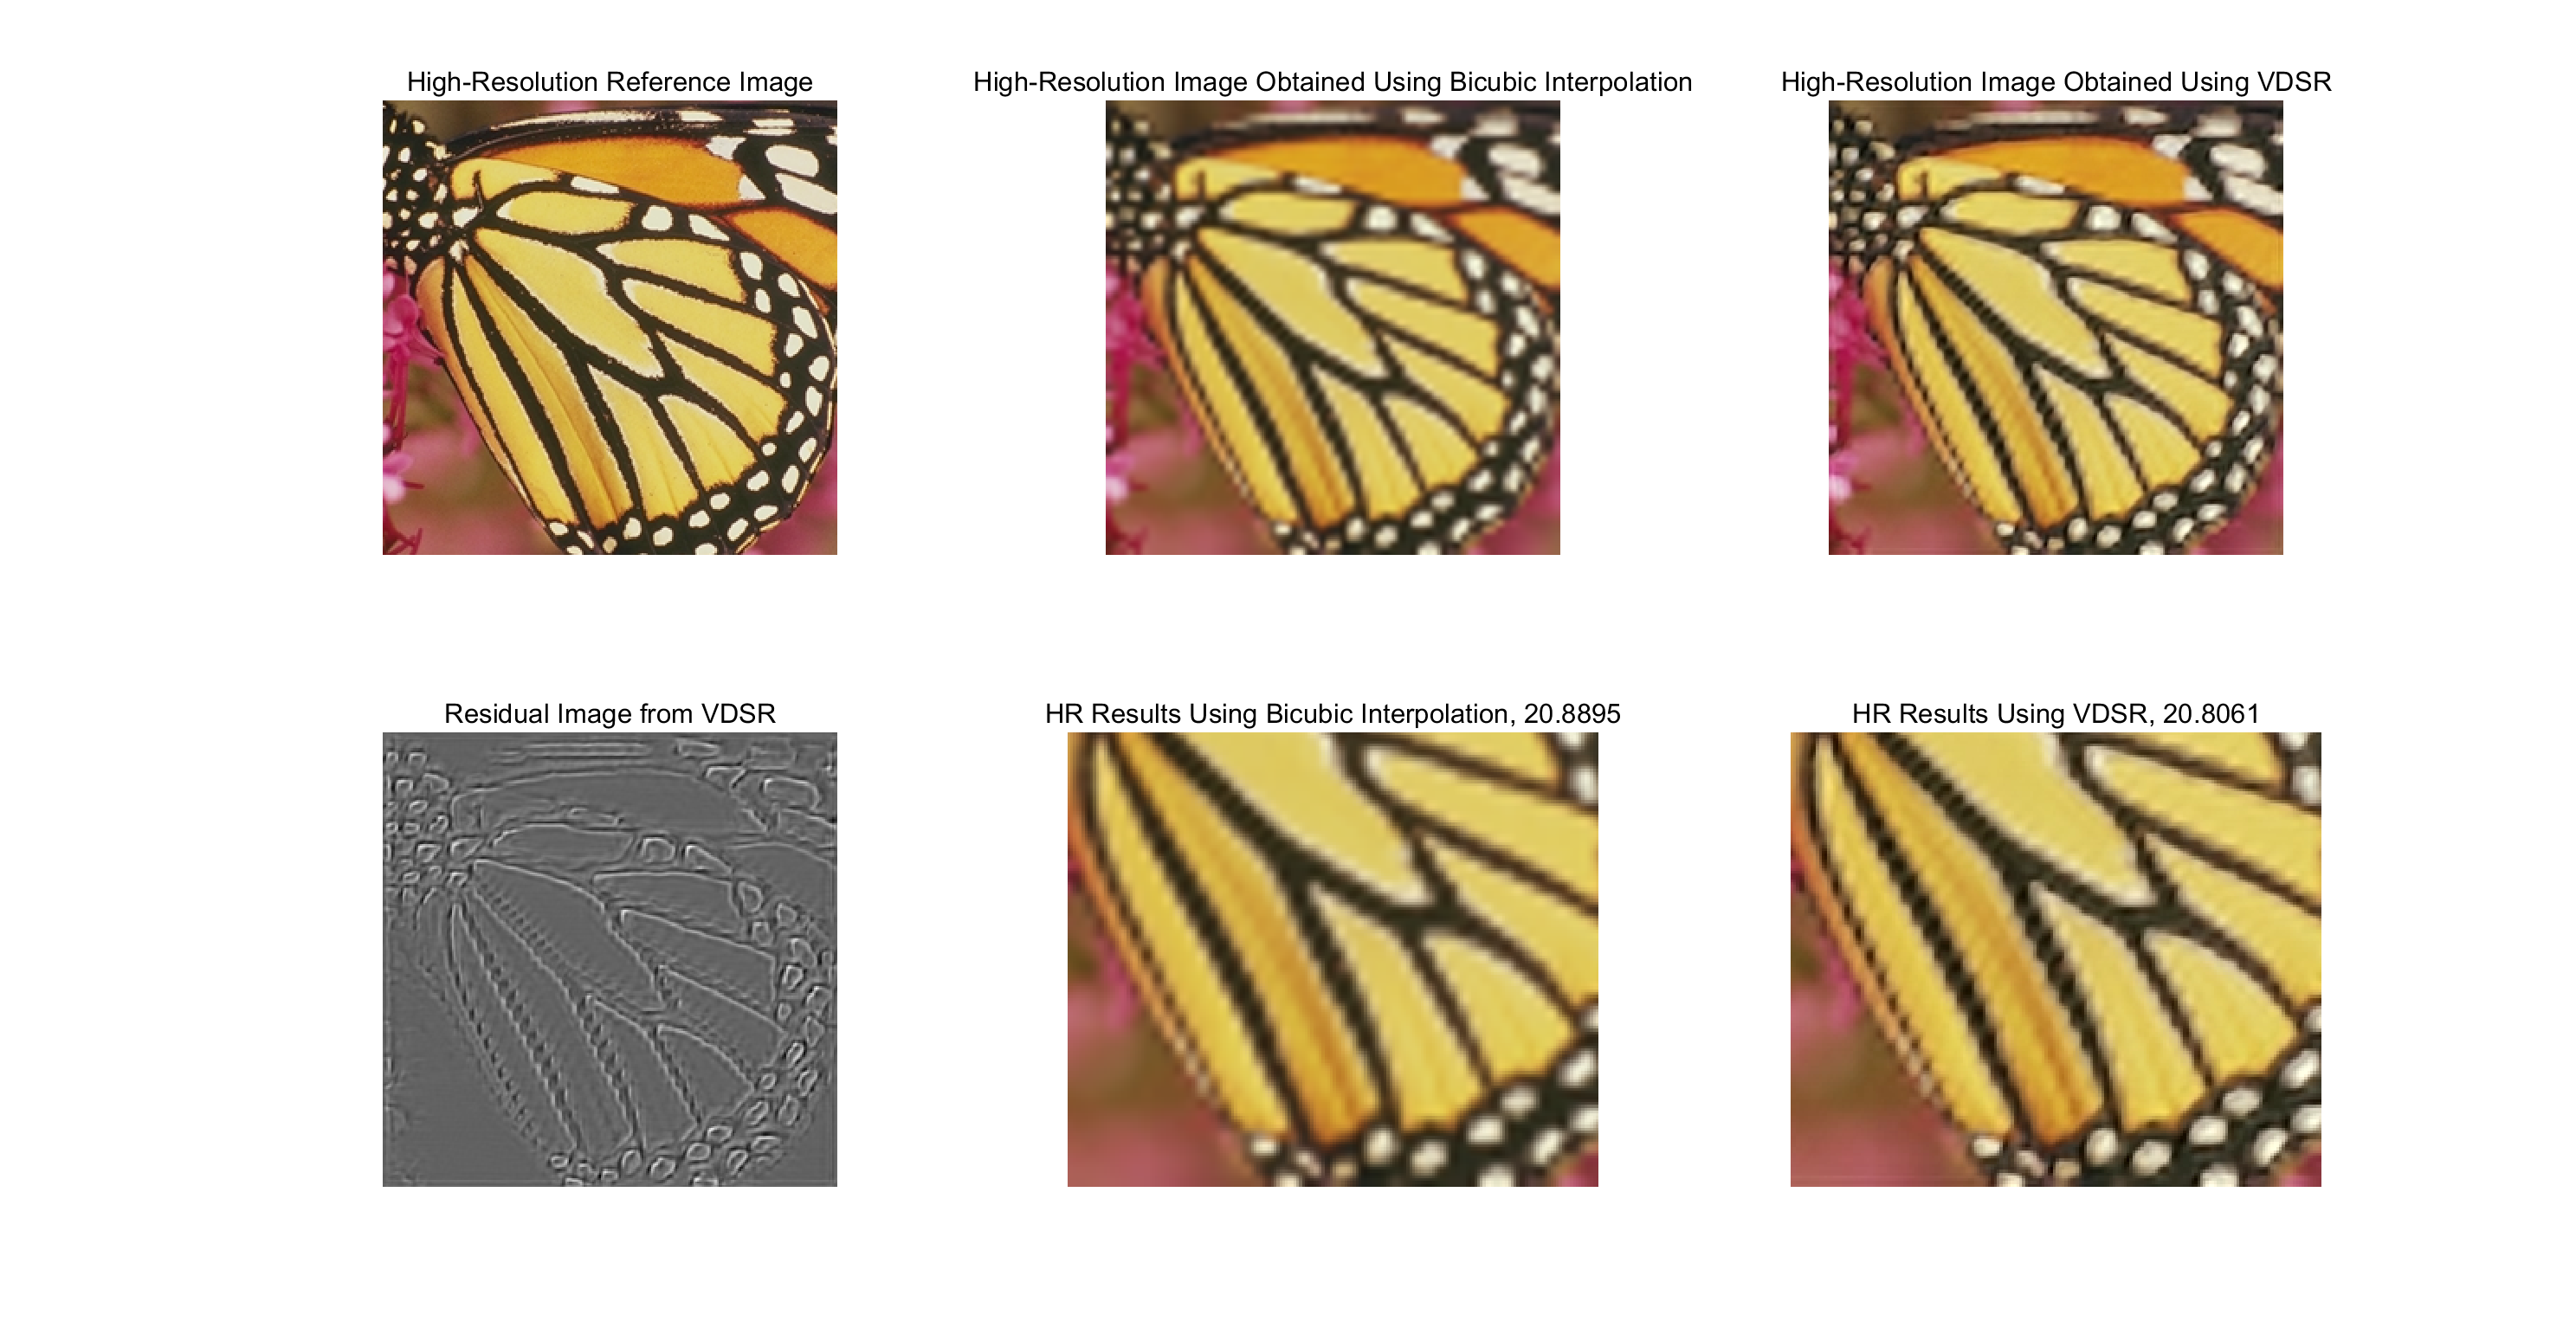 High-Resolution Reference Image
High-Resolution Image Obtained Using Bicubic Interpolation
High-Resolution Image Obtained Using VDSR
Residual Image from VDSR
HR Results Using Bicubic Interpolation, 20.8895
HR Results Using VDSR, 20.8061